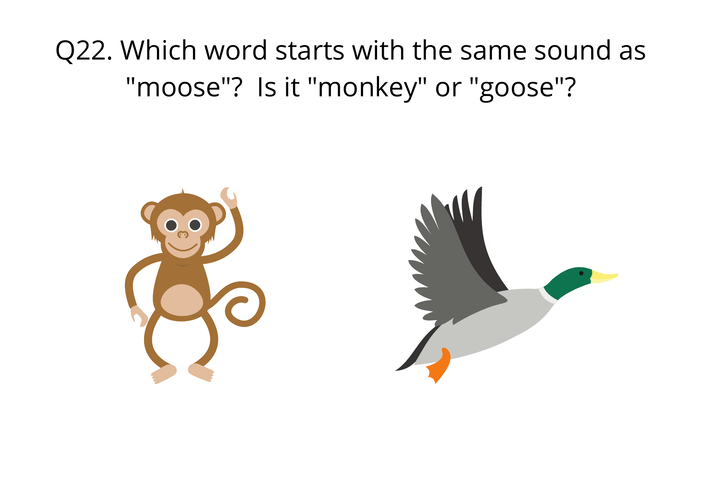 Q22. Which word starts with the same sound as
"moose"?  Is it "monkey" or "goose"?